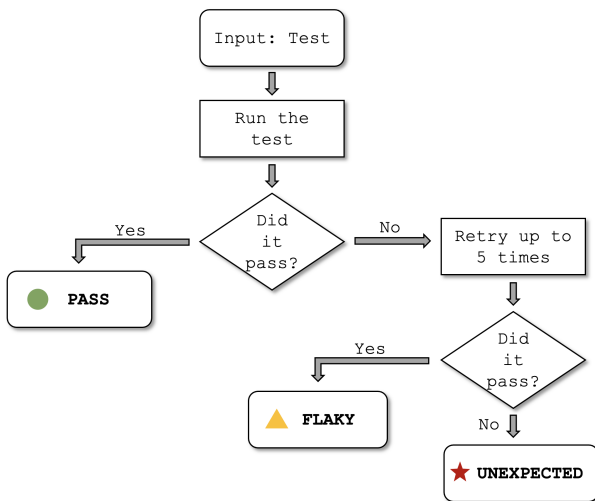 Input: Test
Run the
test
Did
it
pass?
Yes
No
Retry up to
5 times
PASS
Did
it
pass?
Yes
FLAKY
No
UNEXPECTED